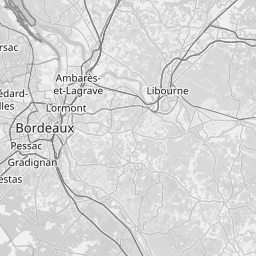 rsac
Ambarès-
et-Lagrave
Libourne
édard-
lles
Lormont
Bordeaux
Pessac
Gradignan
estas